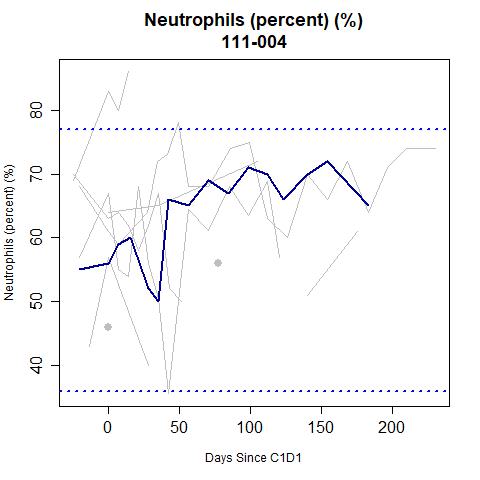 Neutrophils (percent) (%)
111-004
Neutrophils (percent) (%)
80
70
60
50
40
0 50 100 150 200
Days Since C1D1